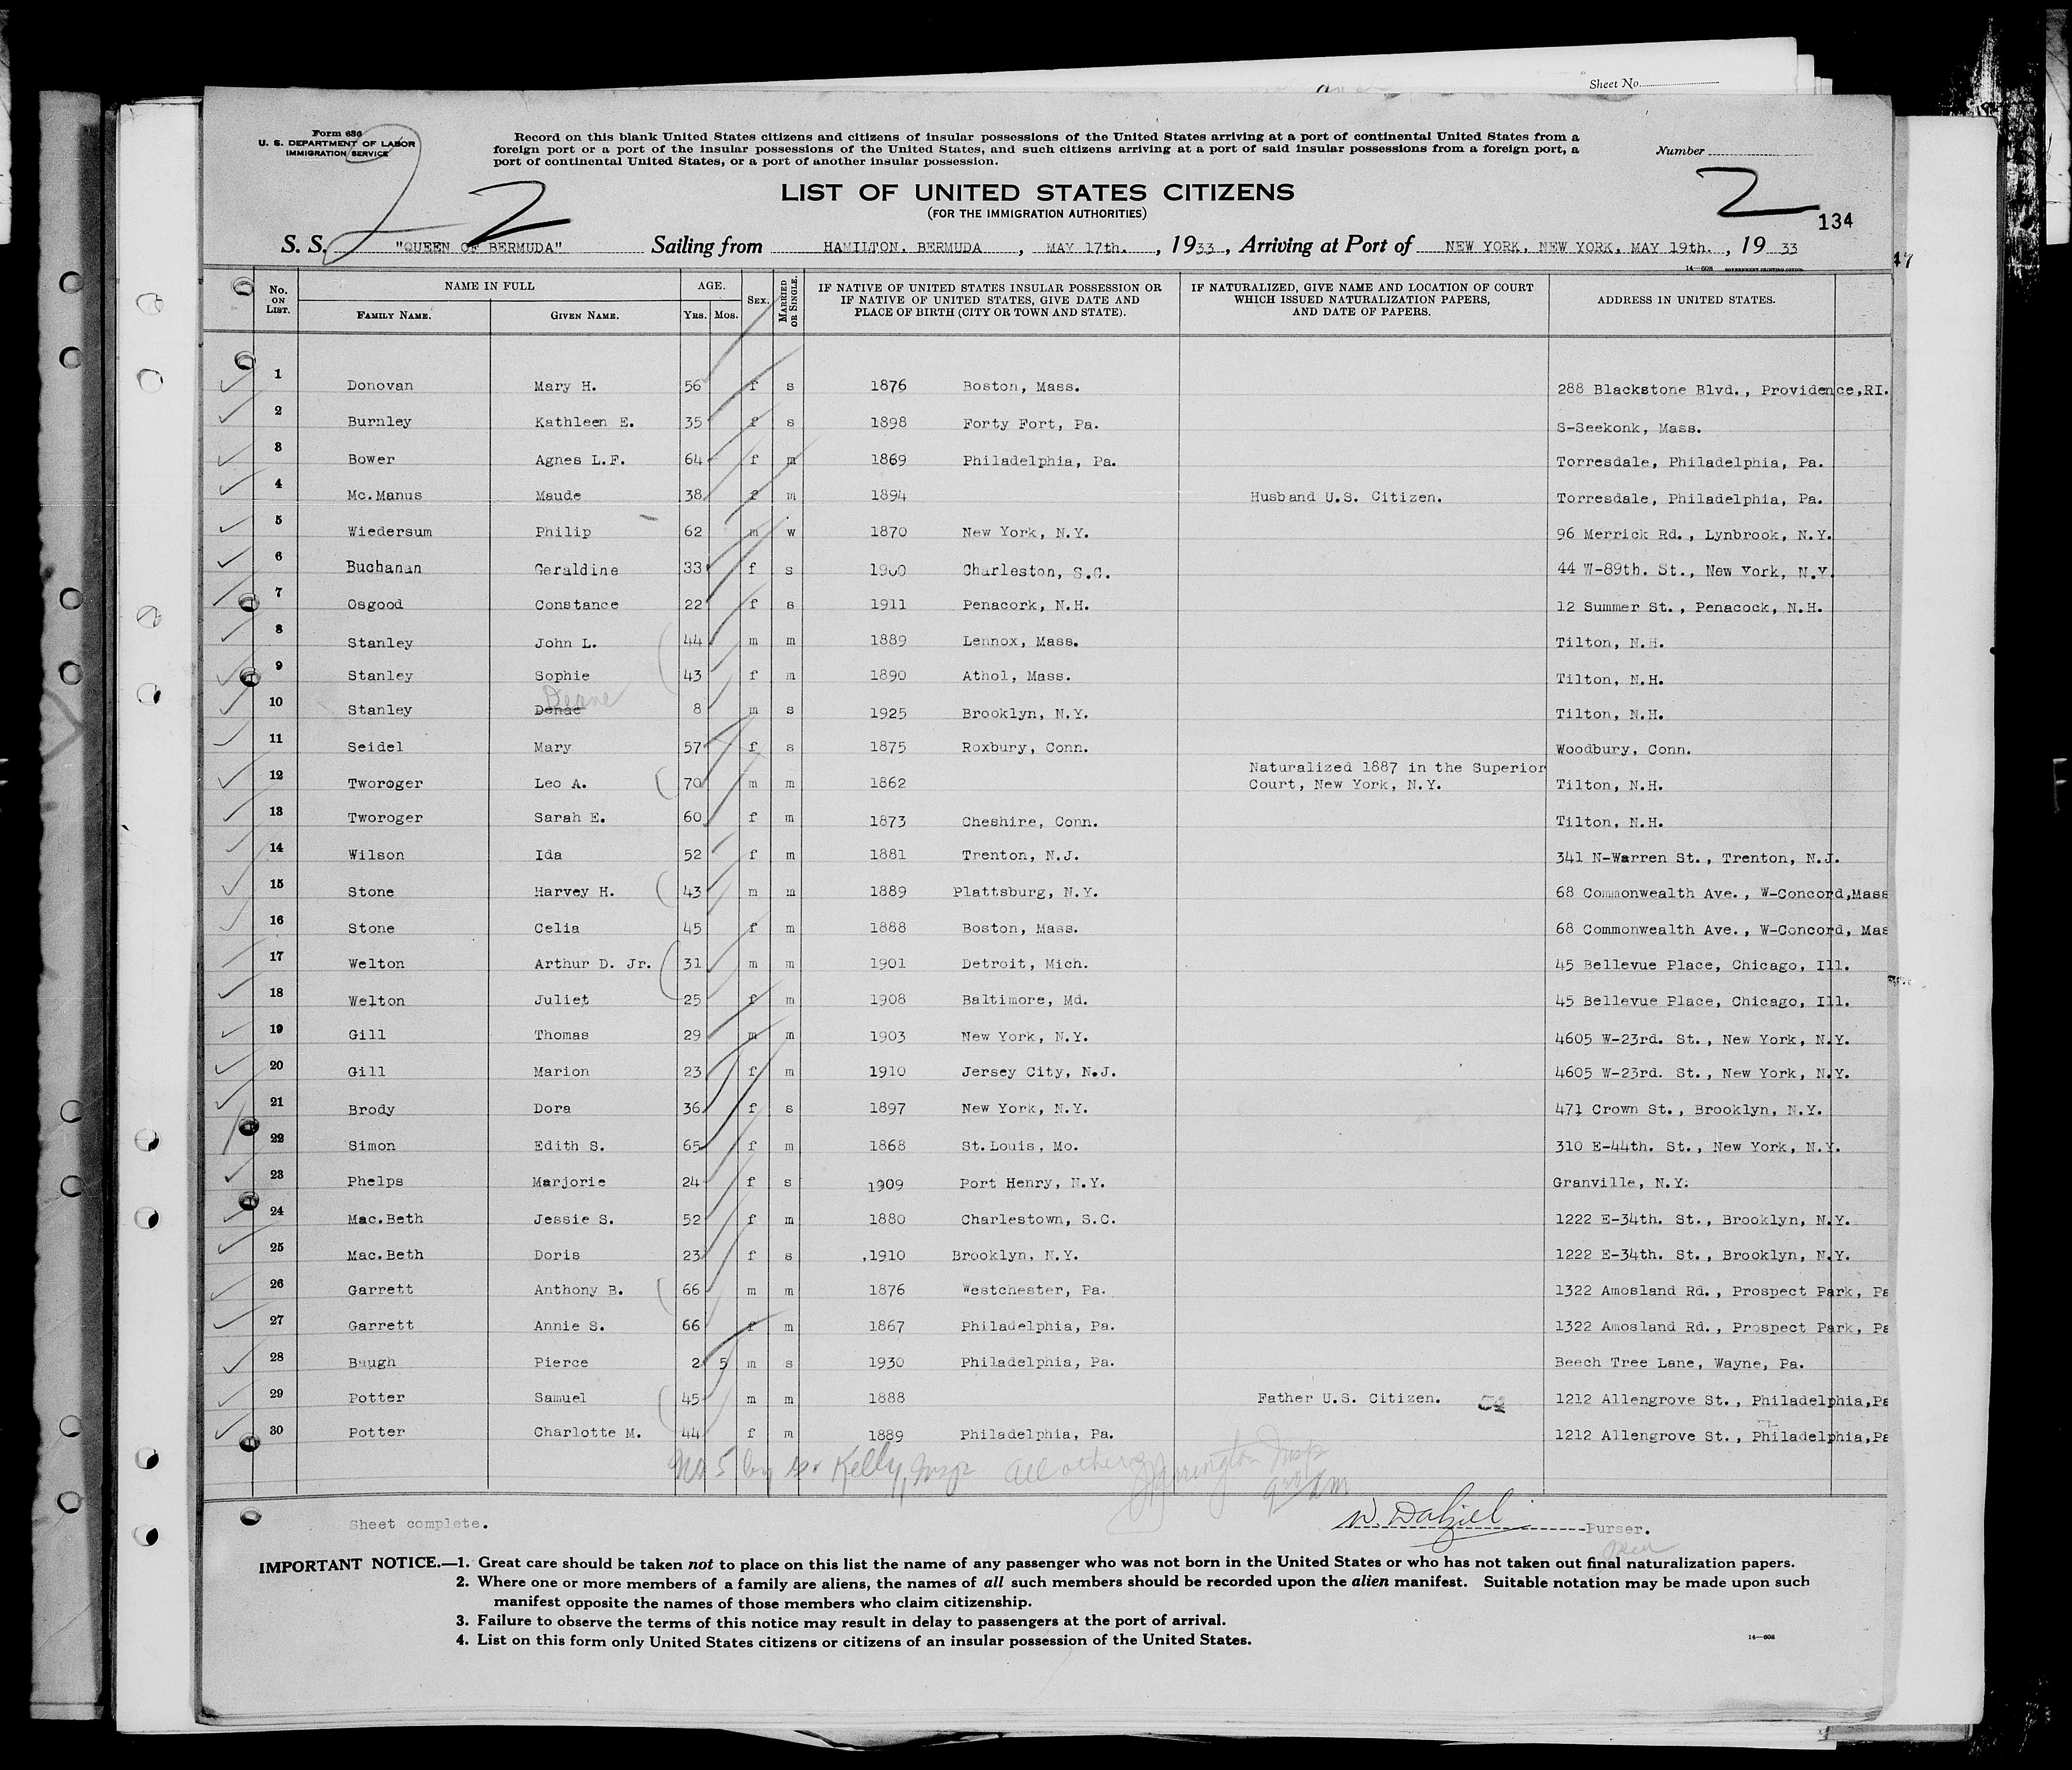 Sheet No.
Form 636
U. S. DEPARTMENT OF LABOR
IMMIGRATION SERVICE
Record on this blank United States citizens and citizens of insular possessions of the United States arriving at a port of continental United States from a
foreign port or a port of the insular possessions of the United States, and such citizens arriving at a port of said insular possessions from a foreign port, a
port of continental United States, or a port of another insular possession.
Number
2
2
134
LIST OF UNITED STATES CITIZENS
(FOR THE IMMIGRATION AUTHORITIES)
S. S. "QUEEN OF BERMUDA" Sailing from HAMILTON. BERMUDA, MAY 17th., 1933, Arriving at Port of NEW YORK, NEW YORK, MAY 19th., 1933
14—608 GOVERNMENT PRINTING OFFICE
No. ON LIST. NAME IN FULL AGE. Sex. MARRIED OR SINGLE. IF NATIVE OF UNITED STATES INSULAR POSSESSION OR IF NATIVE OF UNITED STATES, GIVE DATE AND PLACE OF BIRTH (CITY OR TOWN AND STATE). IF NATURALIZED, GIVE NAME AND LOCATION OF COURT WHICH ISSUED NATURALIZATION PAPERS, AND DATE OF PAPERS. ADDRESS IN UNITED STATES.
FAMILY NAME. GIVEN NAME. YRS. MOS.
1 Donovan Mary H. 56 f s 1876 Boston, Mass. 288 Blackstone Blvd., Providence,RI.
2 Burnley Kathleen E. 35 f s 1898 Forty Fort, Pa. S-Seekonk, Mass.
3 Bower Agnes L.F. 64 f m 1869 Philadelphia, Pa. Torresdale, Philadelphia, Pa.
4 Mc.Manus Maude 38 f m 1894 Husband U.S. Citizen. Torresdale, Philadelphia, Pa.
5 Wiedersum Philip 62 m w 1870 New York, N.Y. 96 Merrick Rd., Lynbrook, N.Y.
6 Buchanan Geraldine 33 f s 1900 Charleston, S.C. 44 W-89th. St., New York, N.Y.
7 Osgood Constance 22 f s 1911 Penacork, N.H. 12 Summer St., Penacock, N.H.
8 Stanley John L. 44 m m 1889 Lennox, Mass. Tilton, N.H.
9 Stanley Sophie 43 f m 1890 Athol, Mass. Tilton, N.H.
Deane
10 Stanley Denae 8 m s 1925 Brooklyn, N.Y. Tilton, N.H.
11 Seidel Mary 57 f s 1875 Roxbury, Conn. Woodbury, Conn.
Naturalized 1887 in the Superior
12 Tworoger Leo A. 70 m m 1862 Court, New York, N.Y. Tilton, N.H.
13 Tworoger Sarah E. 60 f m 1873 Cheshire, Conn. Tilton, N.H.
14 Wilson Ida 52 f m 1881 Trenton, N.J. 341 N-Warren St., Trenton, N.J.
15 Stone Harvey H. 43 m m 1889 Plattsburg, N.Y. 68 Commonwealth Ave., W-Concord,Mass
16 Stone Celia 45 f m 1888 Boston, Mass. 68 Commonwealth Ave., W-Concord, Mas
17 Welton Arthur D. Jr. 31 m m 1901 Detroit, Mich. 45 Bellevue Place, Chicago, Ill.
18 Welton Juliet 25 f m 1908 Baltimore, Md. 45 Bellevue Place, Chicago, Ill.
19 Gill Thomas 29 m m 1903 New York, N.Y. 4605 W-23rd. St., New York, N.Y.
20 Gill Marion 23 f m 1910 Jersey City, N.J. 4605 W-23rd. St., New York, N.Y.
21 Brody Dora 36 f s 1897 New York, N.Y. 471 Crown St., Brooklyn, N.Y.
22 Simon Edith S. 65 f m 1868 St.Louis, Mo. 310 E-44th. St., New York, N.Y.
23 Phelps Marjorie 24 f s 1909 Port Henry, N.Y. Granville, N.Y.
24 Mac.Beth Jessie S. 52 f m 1880 Charlestown, S.C. 1222 E-34th. St., Brooklyn, N.Y.
25 Mac.Beth Doris 23 f s .1910 Brooklyn, N.Y. 1222 E-34th. St., Brooklyn, N.Y.
26 Garrett Anthony B. 66 m m 1876 Westchester, Pa. 1322 Amosland Rd., Prospect Park, Pa
27 Garrett Annie S. 66 f m 1867 Philadelphia, Pa. 1322 Amosland Rd., Prospect Park, Pa
28 Baugh Pierce 2 5 m s 1930 Philadelphia, Pa. Beech Tree Lane, Wayne, Pa.
29 Potter Samuel 45 m m 1888 Father U.S. Citizen. 1212 Allengrove St., Philadelphia,Pa
30 Potter Charlotte M. 44 f m 1889 Philadelphia, Pa. 1212 Allengrove St., Philadelphia,Pa
No 5 by Kelly, Insp. All others Insp
W. Dalziel Purser.
Sheet complete.
IMPORTANT NOTICE.—1. Great care should be taken not to place on this list the name of any passenger who was not born in the United States or who has not taken out final naturalization papers.
2. Where one or more members of a family are aliens, the names of all such members should be recorded upon the alien manifest. Suitable notation may be made upon such
manifest opposite the names of those members who claim citizenship.
3. Failure to observe the terms of this notice may result in delay to passengers at the port of arrival.
4. List on this form only United States citizens or citizens of an insular possession of the United States.
14—608